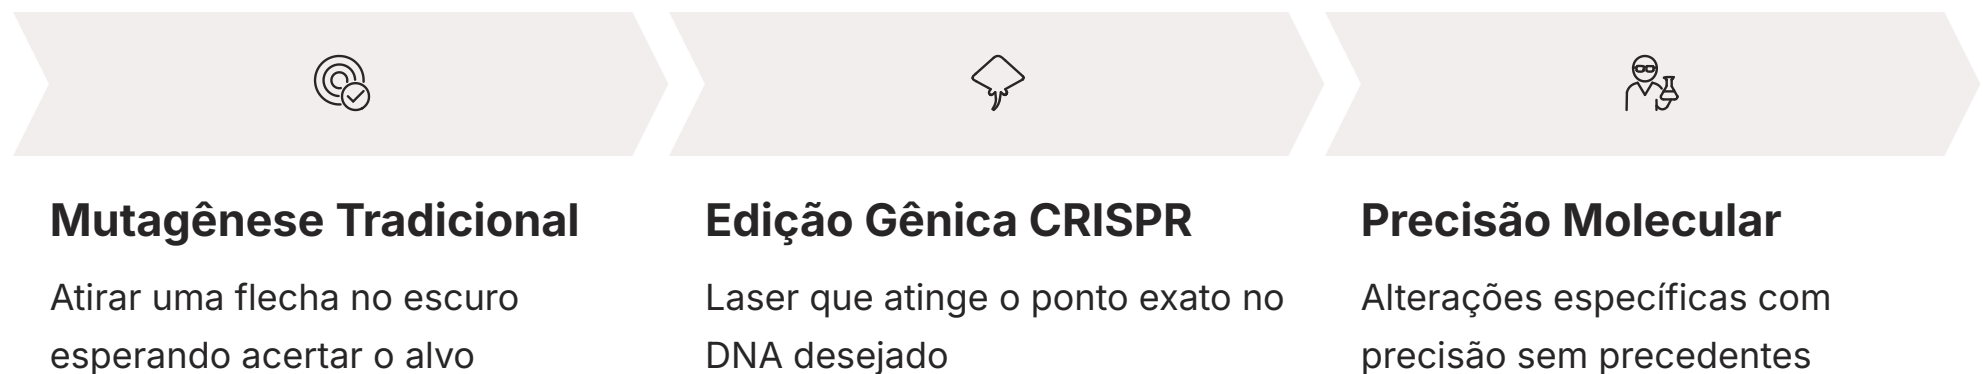 Mutagênese Tradicional
Atirar uma flecha no escuro
esperando acertar o alvo
Edição Gênica CRISPR
Laser que atinge o ponto exato no
DNA desejado
Precisão Molecular
Alterações específicas com
precisão sem precedentes